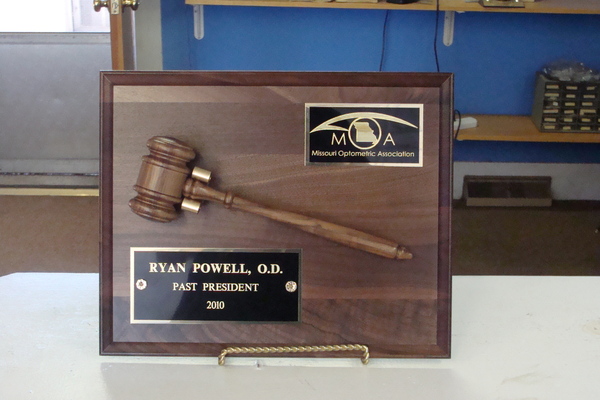 M A
Missouri Optometric Association
RYAN POWELL, O.D.
PAST PRESIDENT
2010